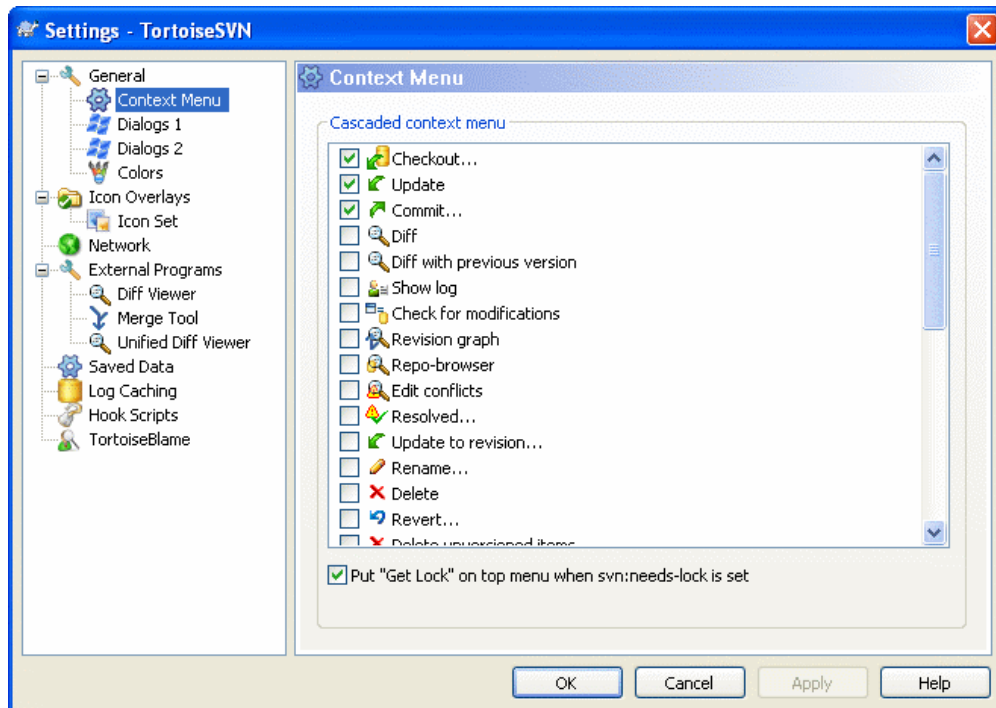 Settings - TortoiseSVN
General
Context Menu
Dialogs 1
Dialogs 2
Colors
Icon Overlays
Icon Set
Network
External Programs
Diff Viewer
Merge Tool
Unified Diff Viewer
Saved Data
Log Caching
Hook Scripts
TortoiseBlame
Context Menu
Cascaded context menu
Checkout...
Update
Commit...
Diff
Diff with previous version
Show log
Check for modifications
Revision graph
Repo-browser
Edit conflicts
Resolved...
Update to revision...
Rename...
Delete
Revert...
Delete unversioned items
Put "Get Lock" on top menu when svn:needs-lock is set
OK
Cancel
Apply
Help